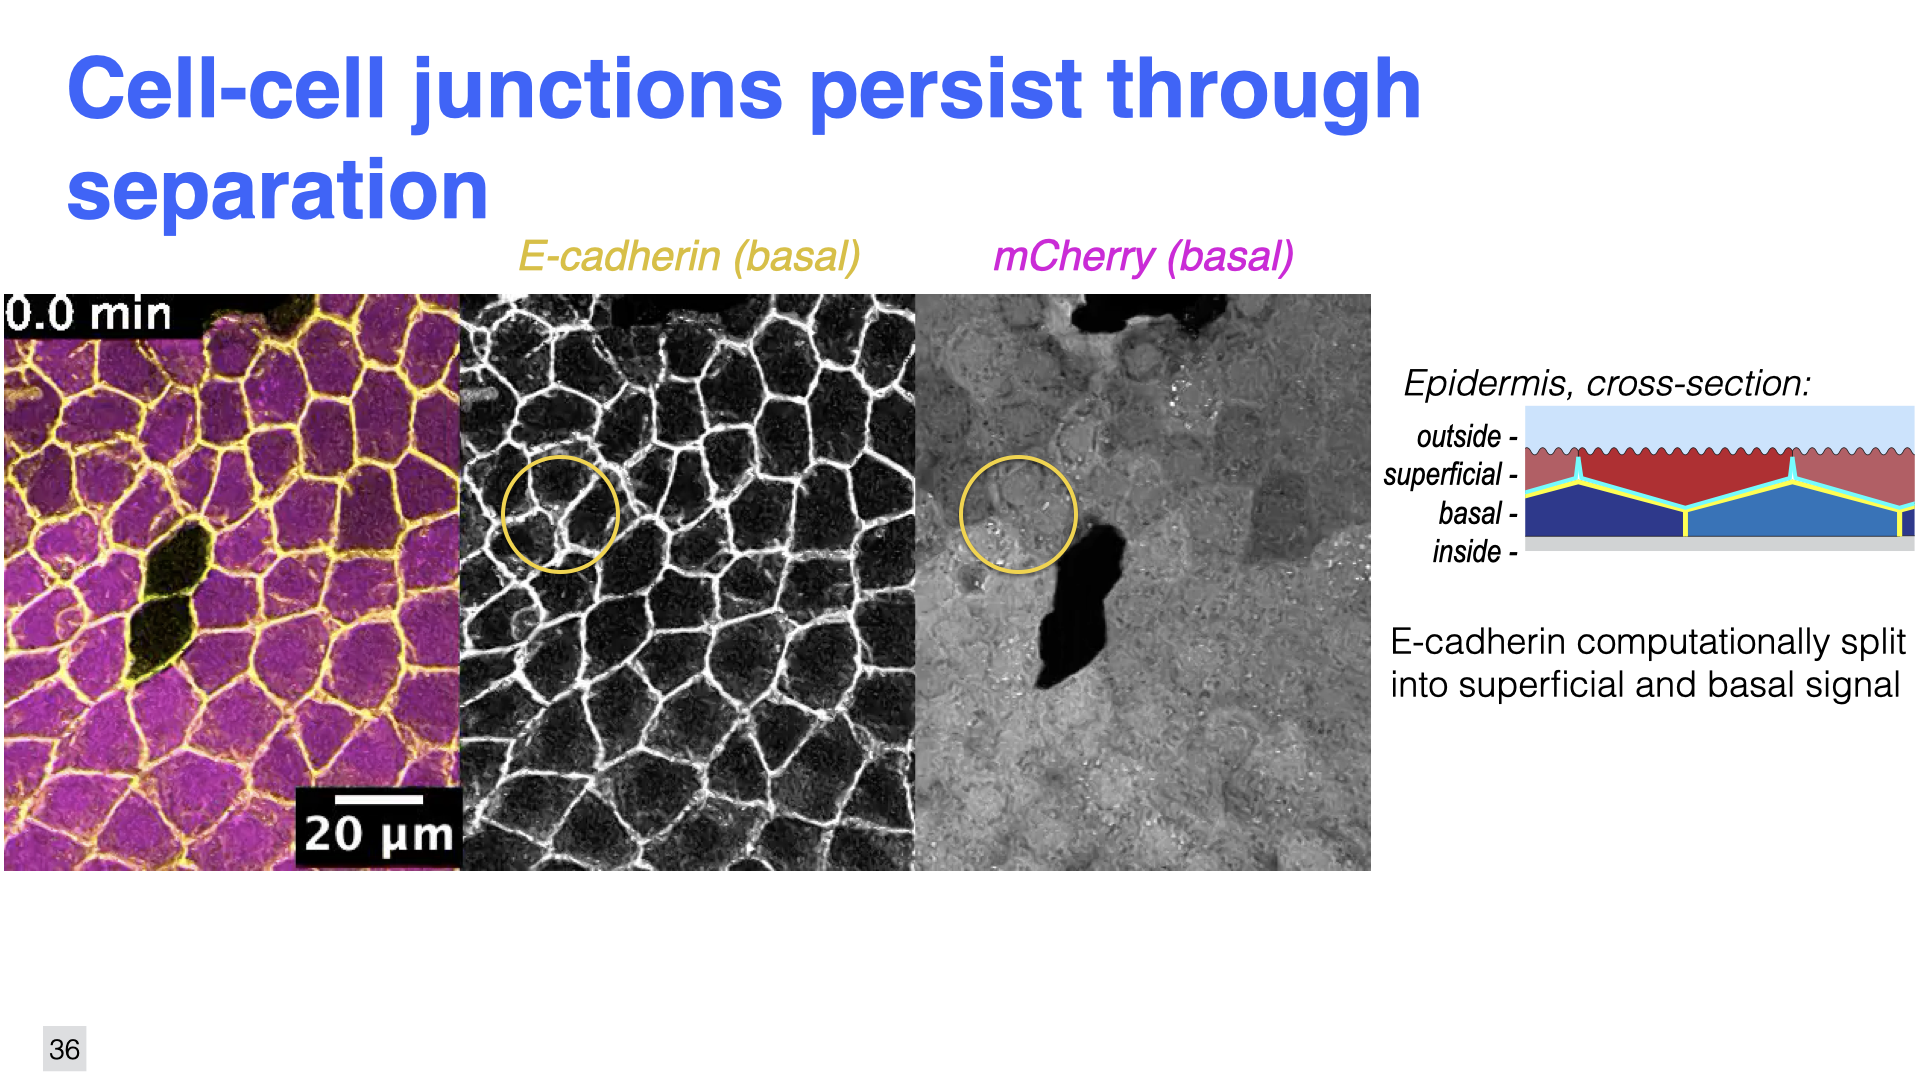 Cell-cell junctions persist through
separation
E-cadherin (basal)
mCherry (basal)
0.0 min
20 µm
Epidermis, cross-section:
outside -
superficial -
basal -
inside -
E-cadherin computationally split
into superficial and basal signal
36